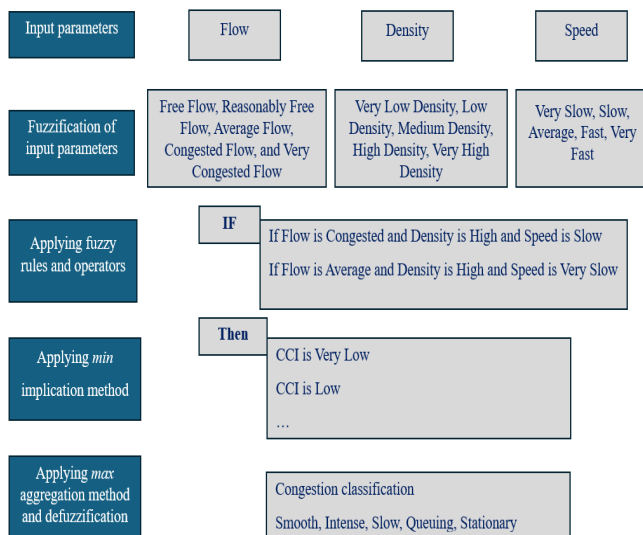 Input parameters
Flow
Density
Speed
Fuzzification of
input parameters
Free Flow, Reasonably Free
Flow, Average Flow,
Congested Flow, and Very
Congested Flow
Very Low Density, Low
Density, Medium Density,
High Density, Very High
Density
Very Slow, Slow,
Average, Fast, Very
Fast
Applying fuzzy
rules and operators
IF
If Flow is Congested and Density is High and Speed is Slow
If Flow is Average and Density is High and Speed is Very Slow
Applying min
implication method
Then
CCI is Very Low
CCI is Low
…
Applying max
aggregation method
and defuzzification
Congestion classification
Smooth, Intense, Slow, Queuing, Stationary